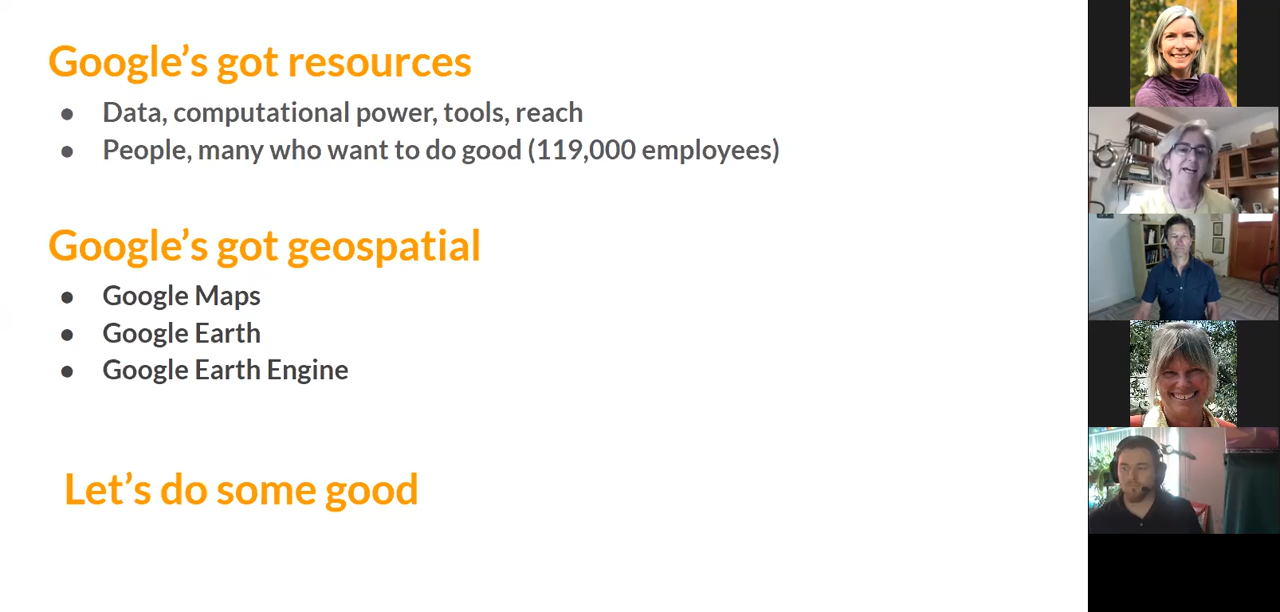 Google’s got resources
● Data, computational power, tools, reach
● People, many who want to do good (119,000 employees)
Google’s got geospatial
● Google Maps
● Google Earth
● Google Earth Engine
Let’s do some good